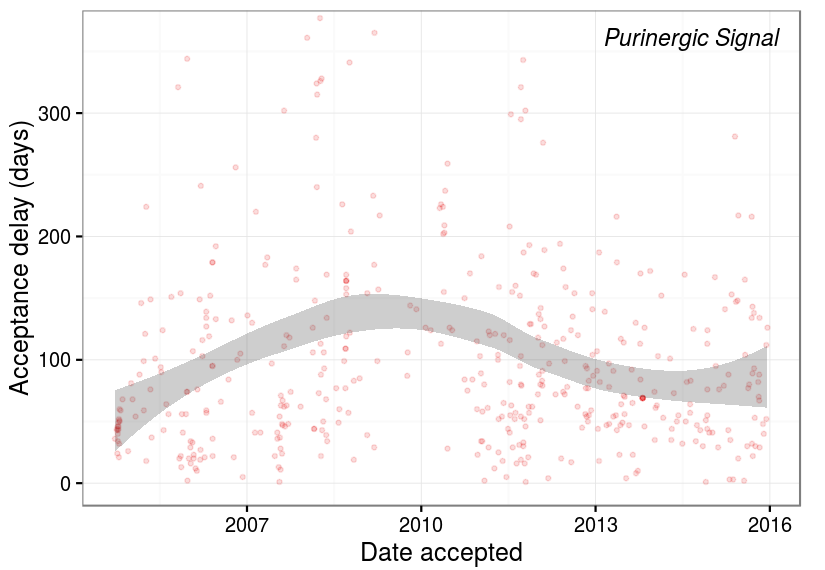 Purinergic Signal
Acceptance delay (days)
300
200
100
0
2007 2010 2013 2016
Date accepted